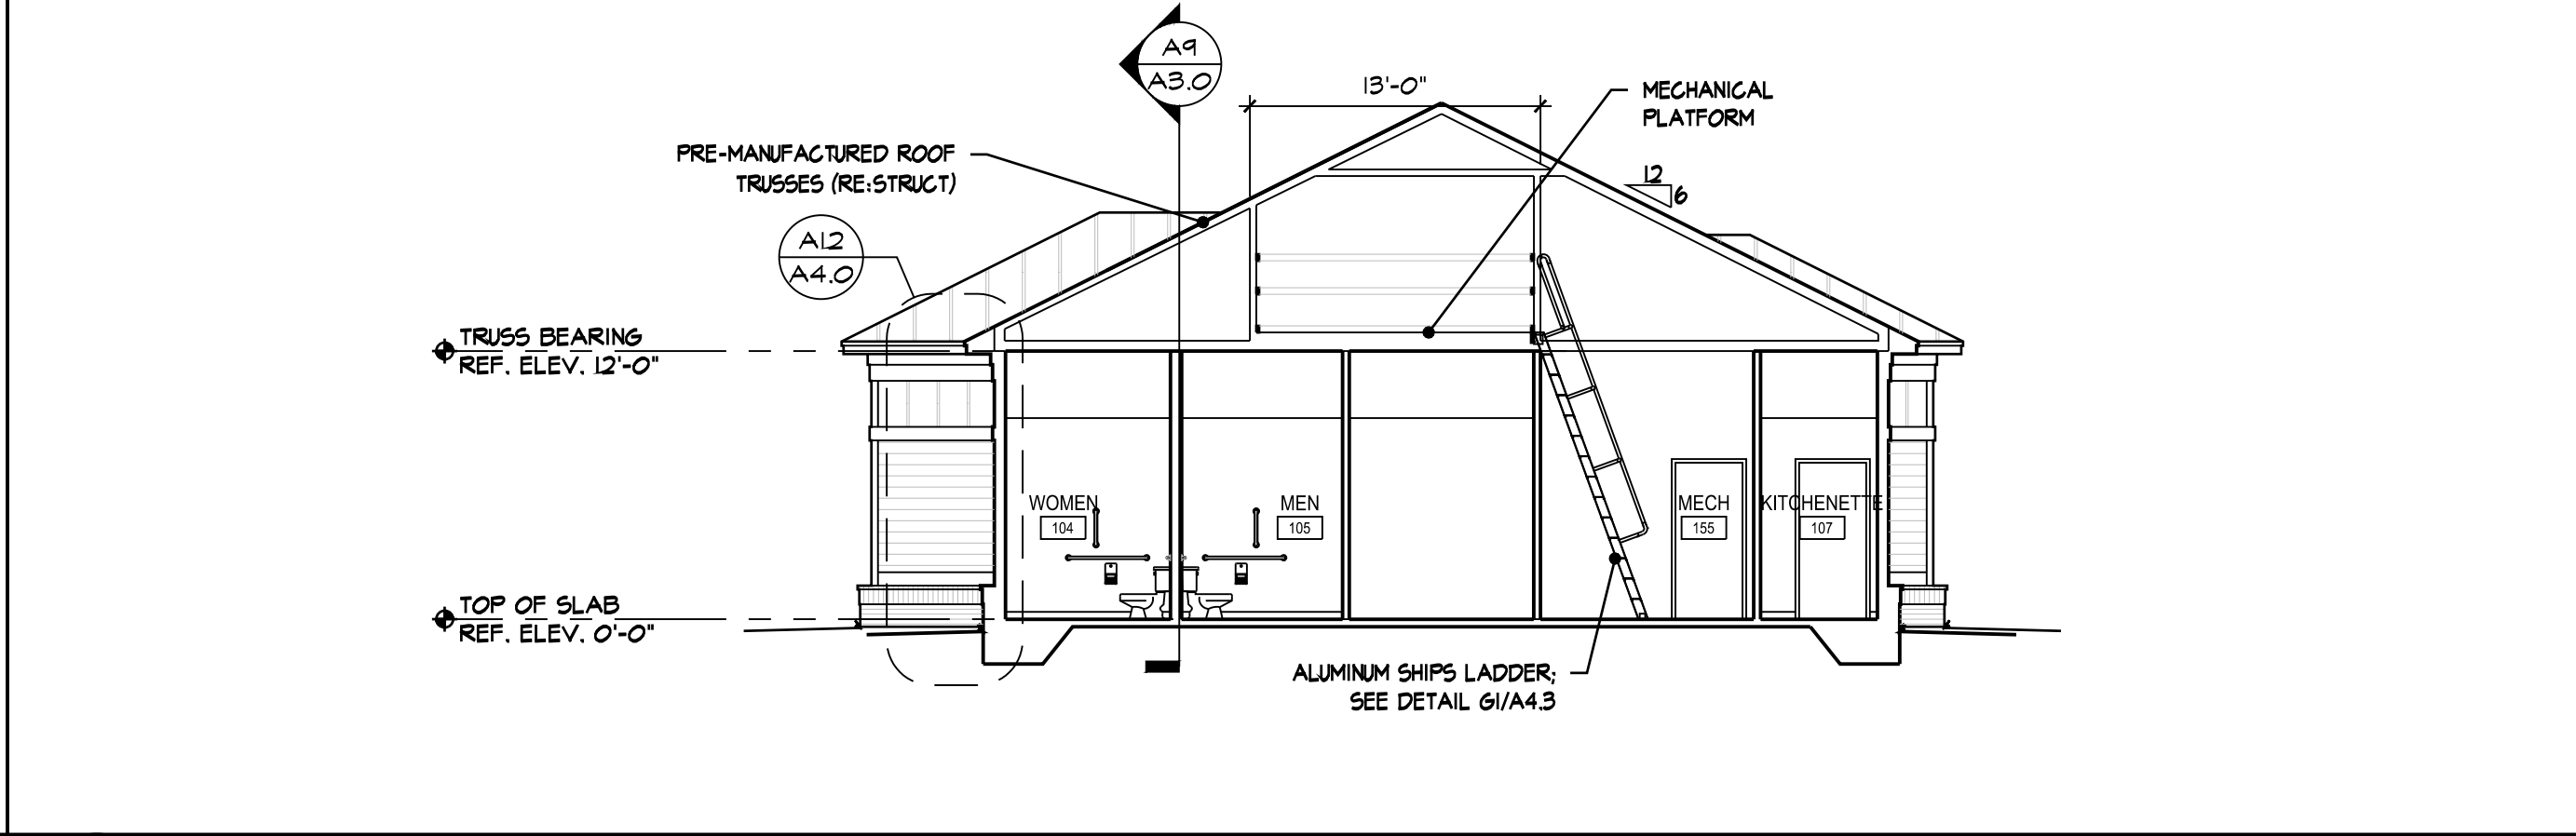 A9
A3.0
13'-0"
MECHANICAL
PLATFORM
PRE-MANUFACTURED ROOF
TRUSSES (RE:STRUCT)
12
6
A12
A4.0
TRUSS BEARING
REF. ELEV. 12'-0"
WOMEN
104
MEN
105
MECH
155
KITCHENETTE
107
TOP OF SLAB
REF. ELEV. 0'-0"
ALUMINUM SHIPS LADDER;
SEE DETAIL G1/A4.3